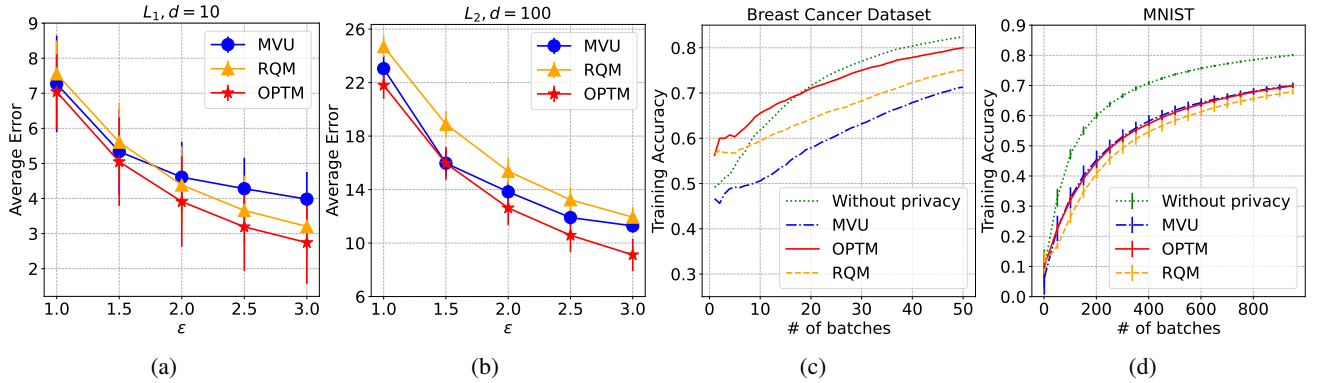 L₁, d = 10
9
8
7
6
5
4
3
2
Average Error
1.0 1.5 2.0 2.5 3.0
ε
MVU
RQM
OPTM
(a)
L₂, d = 100
26
22
18
14
10
6
Average Error
1.0 1.5 2.0 2.5 3.0
ε
MVU
RQM
OPTM
(b)
Breast Cancer Dataset
0.8
0.7
0.6
0.5
0.4
0.3
Training Accuracy
0 10 20 30 40 50
# of batches
Without privacy
MVU
OPTM
RQM
(c)
MNIST
0.9
0.8
0.7
0.6
0.5
0.4
0.3
0.2
0.1
0.0
Training Accuracy
0 200 400 600 800
# of batches
Without privacy
MVU
OPTM
RQM
(d)